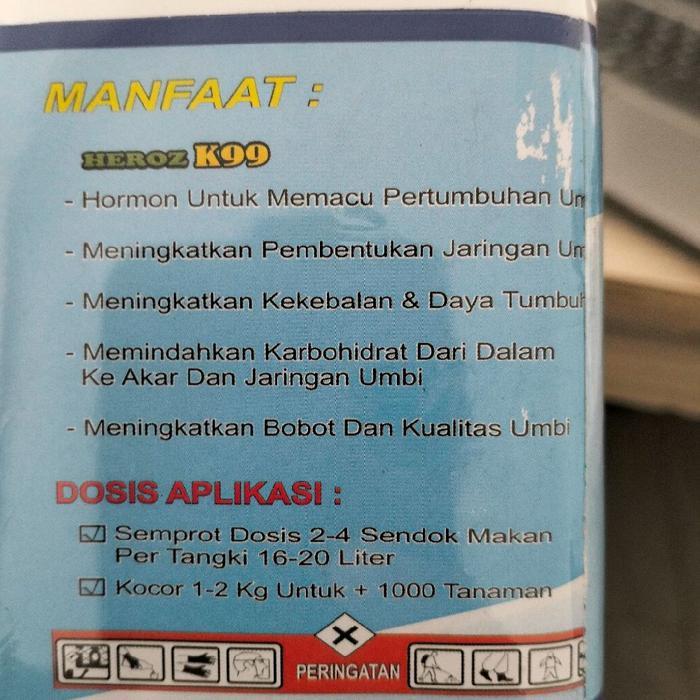 MANFAAT :
HEROZ K99
- Hormon Untuk Memacu Pertumbuhan
- Meningkatkan Pembentukan Jaringan
- Meningkatkan Kekebalan & Daya
- Memindahkan Karbohidrat Dari Dalam
Ke Akar Dan Jaringan Umbi
- Meningkatkan Bobot Dan Kualitas Umbi
DOSIS APLIKASI :
Semprot Dosis 2-4 Sendok Makan
Per Tangki 16-20 Liter
Kocor 1-2 Kg Untuk + 1000 Tanaman
PERINGATAN